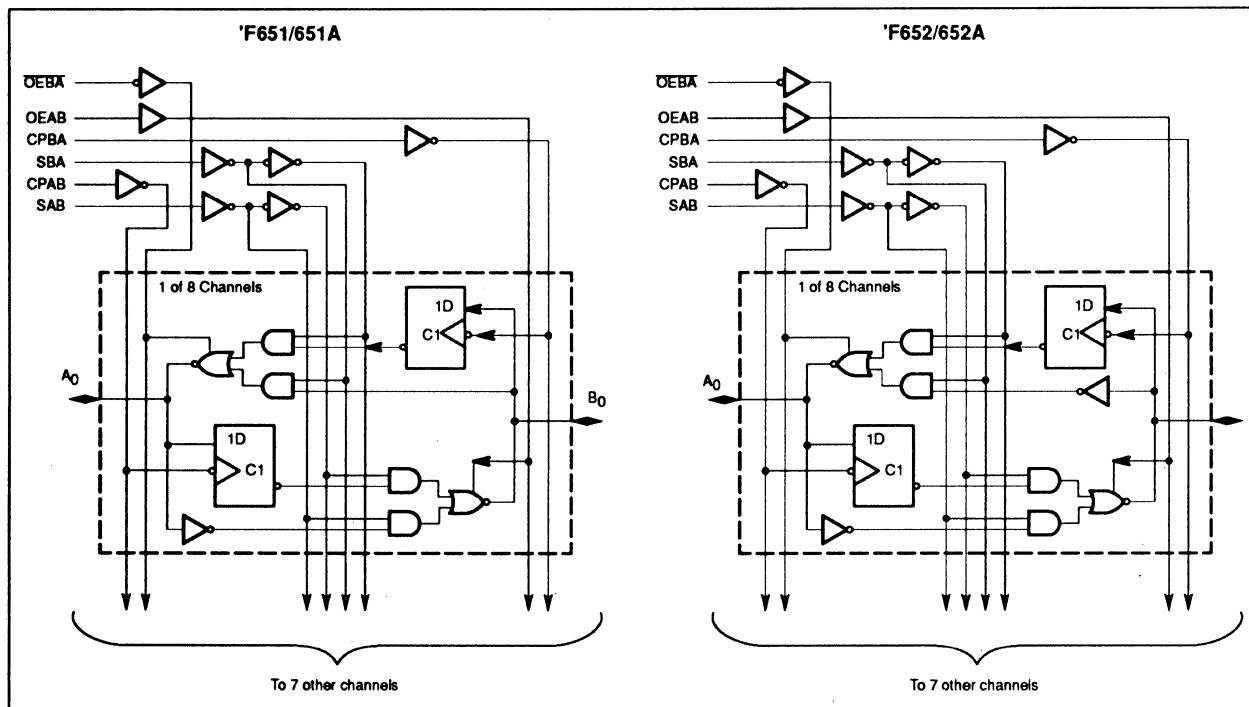 'F651/651A
'F652/652A
OEBA
OEAB
CPBA
SBA
CPAB
SAB
1 of 8 Channels
1D
C1
A0
B0
1D
C1
To 7 other channels
OEBA
OEAB
CPBA
SBA
CPAB
SAB
1 of 8 Channels
1D
C1
A0
1D
C1
To 7 other channels